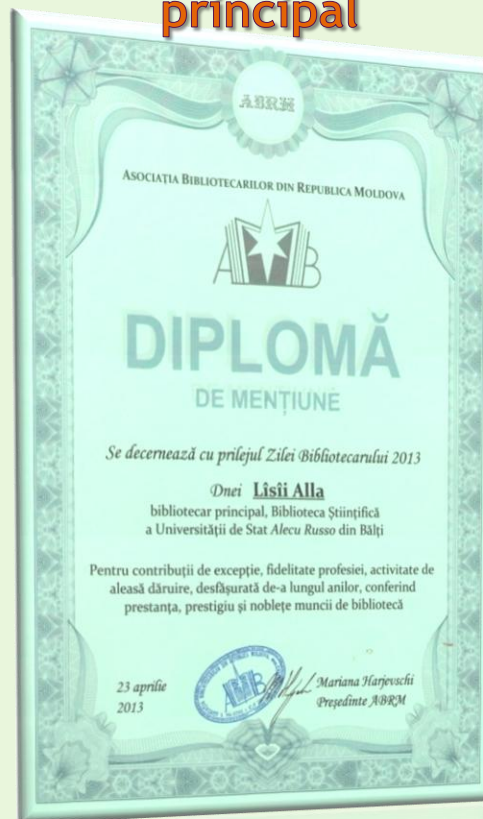 principal
ABRM
ASOCIAȚIA BIBLIOTECARILOR DIN REPUBLICA MOLDOVA
AB
DIPLOMĂ
DE MENȚIUNE
Se decernează cu prilejul Zilei Bibliotecarului 2013
Dnei Lîsîi Alla
bibliotecar principal, Biblioteca Științifică
a Universității de Stat Alecu Russo din Bălți
Pentru contribuții de excepție, fidelitate profesiei, activitate de
aleasă dăruire, desfășurată de-a lungul anilor, conferind
prestanța, prestigiu și noblețe muncii de bibliotecă
23 aprilie
2013
Mariana Harjevschi
Președinte ABRM